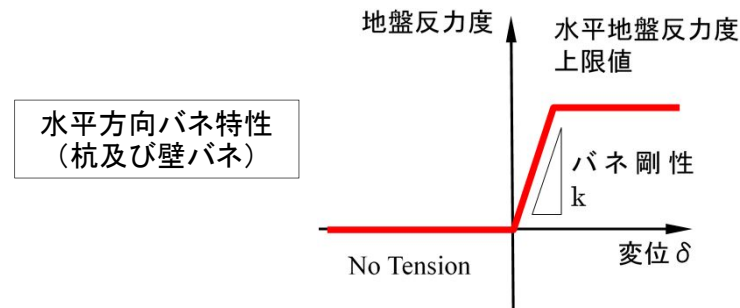 地盤反力度
水平地盤反力度
上限値
水平方向バネ特性
（杭及び壁バネ）
バネ剛性
k
変位δ
No Tension